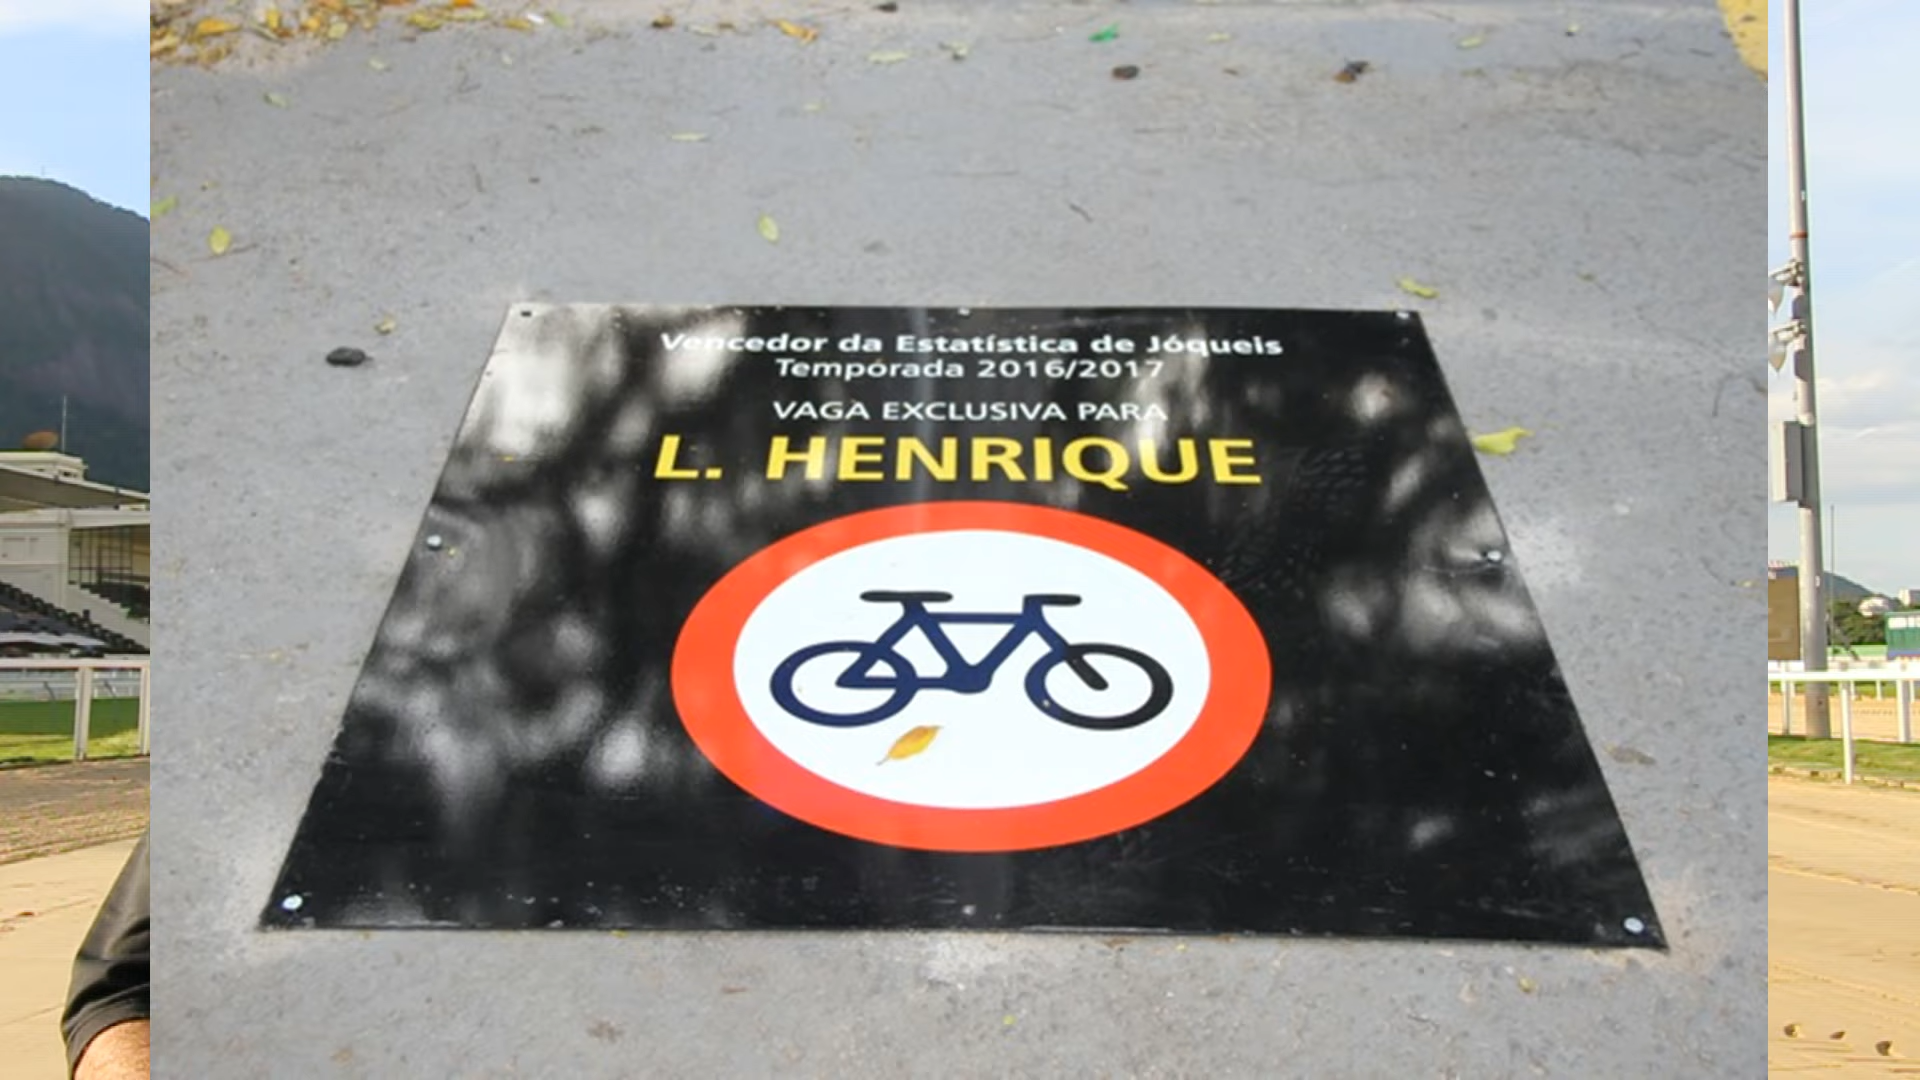 Vencedor da Estatística de Jóqueis
Temporada 2016/2017
VAGA EXCLUSIVA PARA
L. HENRIQUE